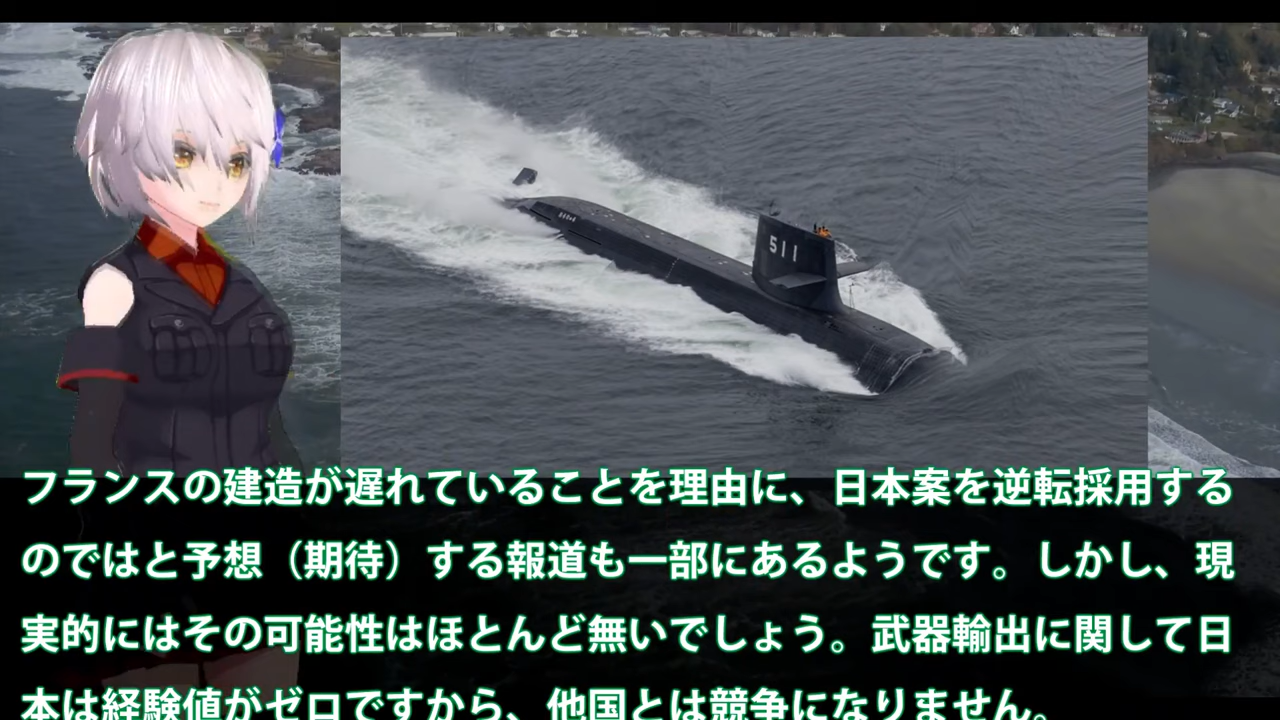 511
フランスの建造が遅れていることを理由に、日本案を逆転採用する
のではと予想（期待）する報道も一部にあるようです。しかし、現
実的にはその可能性はほとんど無いでしょう。武器輸出に関して日
本は経験値がゼロですから、他国とは競争になりません。